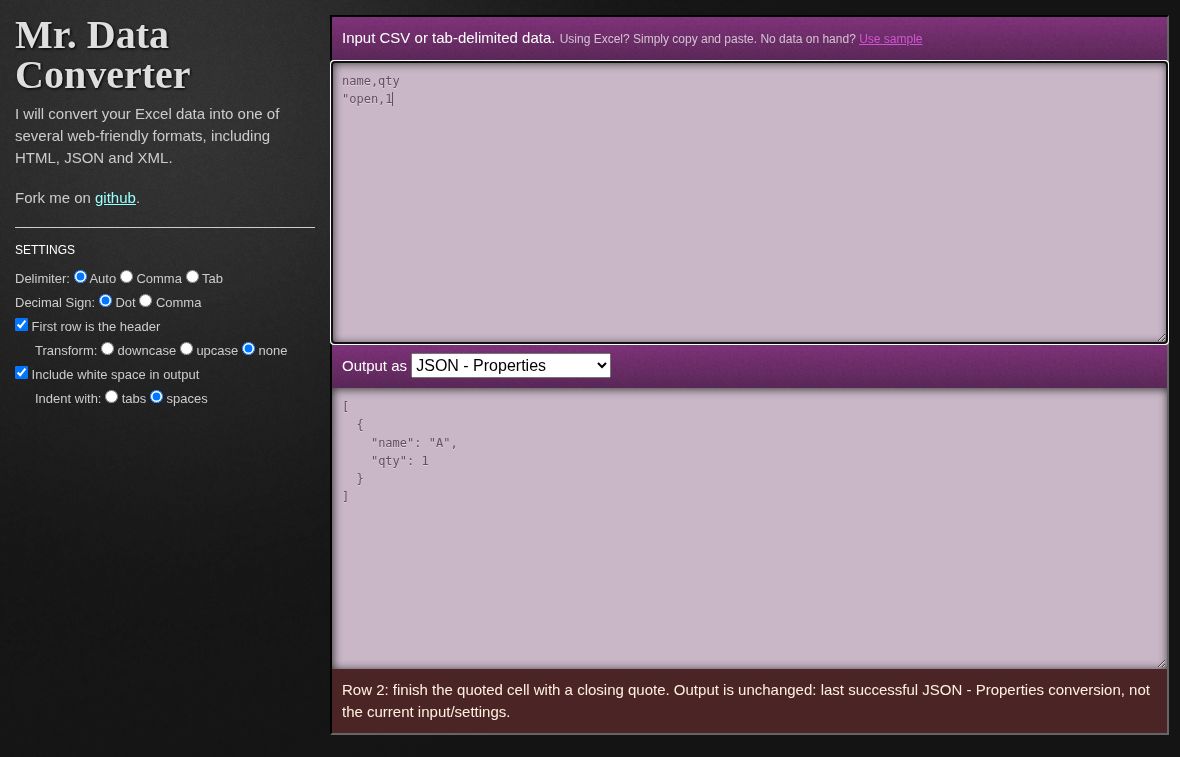 Mr. Data
Converter
I will convert your Excel data into one of
several web-friendly formats, including
HTML, JSON and XML.
Fork me on github.
SETTINGS
Delimiter: Auto Comma Tab
Decimal Sign: Dot Comma
First row is the header
Transform: downcase upcase none
Include white space in output
Indent with: tabs spaces
Input CSV or tab-delimited data. Using Excel? Simply copy and paste. No data on hand? Use sample
name,qty
"open,1
Output as JSON - Properties
[
  {
    "name": "A",
    "qty": 1
  }
]
Row 2: finish the quoted cell with a closing quote. Output is unchanged: last successful JSON - Properties conversion, not
the current input/settings.